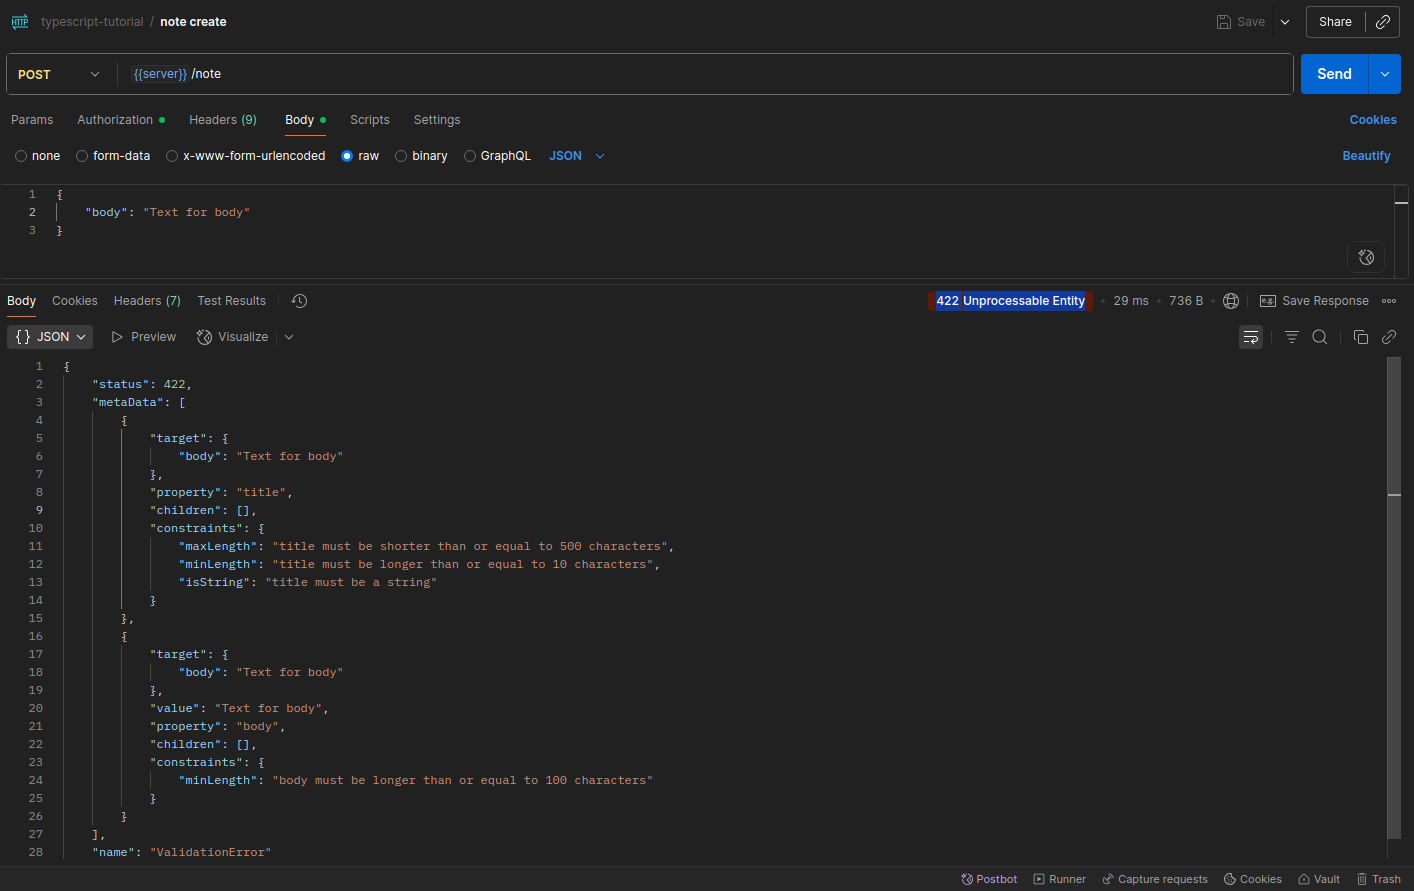 HTTP typescript-tutorial / note create Save Share
POST {{server}}/note Send
Params Authorization Headers (9) Body Scripts Settings Cookies
none form-data x-www-form-urlencoded raw binary GraphQL JSON Beautify
1 {
2 "body": "Text for body"
3 }
Body Cookies Headers (7) Test Results 422 Unprocessable Entity • 29 ms • 736 B e.g. Save Response
{} JSON Preview Visualize
1 {
2 "status": 422,
3 "metaData": [
4 {
5 "target": {
6 "body": "Text for body"
7 },
8 "property": "title",
9 "children": [],
10 "constraints": {
11 "maxLength": "title must be shorter than or equal to 500 characters",
12 "minLength": "title must be longer than or equal to 10 characters",
13 "isString": "title must be a string"
14 }
15 },
16 {
17 "target": {
18 "body": "Text for body"
19 },
20 "value": "Text for body",
21 "property": "body",
22 "children": [],
23 "constraints": {
24 "minLength": "body must be longer than or equal to 100 characters"
25 }
26 }
27 ],
28 "name": "ValidationError"
Postbot Runner Capture requests Cookies Vault Trash